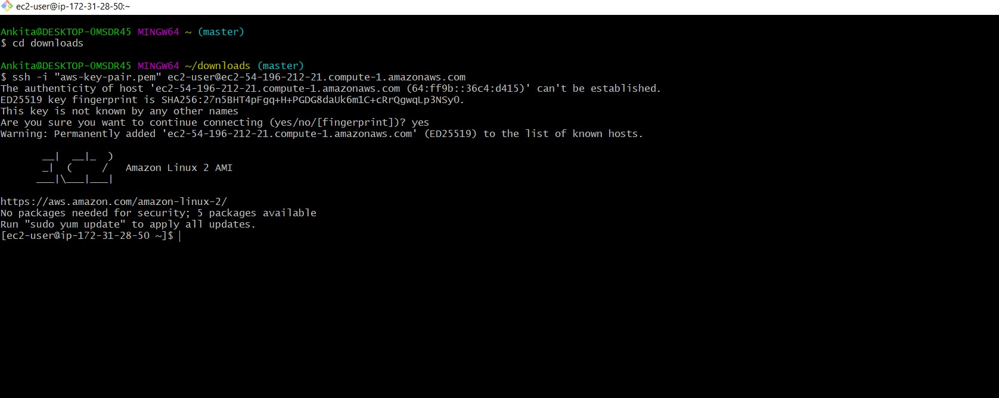 ec2-user@ip-172-31-28-50:~
Ankita@DESKTOP-OMSDR45 MINGW64 ~ (master)
$ cd downloads
Ankita@DESKTOP-OMSDR45 MINGW64 ~/downloads (master)
$ ssh -i "aws-key-pair.pem" ec2-user@ec2-54-196-212-21.compute-1.amazonaws.com
The authenticity of host 'ec2-54-196-212-21.compute-1.amazonaws.com (64:ff9b::36c4:d415)' can't be established.
ED25519 key fingerprint is SHA256:27n5BHT4pFgq+H+PGDG8daUk6m1C+cRrQgwqLp3NSy0.
This key is not known by any other names
Are you sure you want to continue connecting (yes/no/[fingerprint])? yes
Warning: Permanently added 'ec2-54-196-212-21.compute-1.amazonaws.com' (ED25519) to the list of known hosts.
       __|  __|_  )
       _|  (     /   Amazon Linux 2 AMI
      ___|\___|___|
https://aws.amazon.com/amazon-linux-2/
No packages needed for security; 5 packages available
Run "sudo yum update" to apply all updates.
[ec2-user@ip-172-31-28-50 ~]$